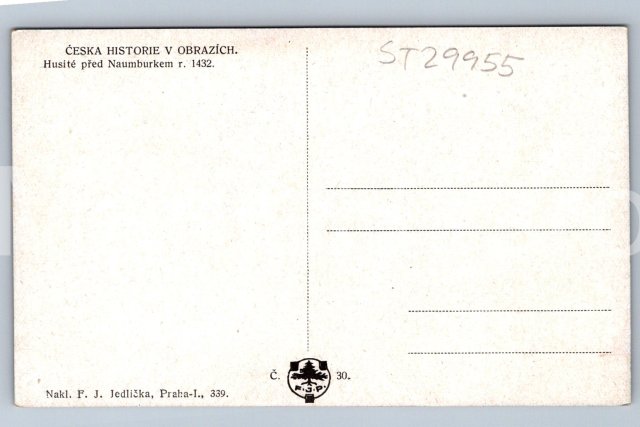 ČESKA HISTORIE V OBRAZÍCH.
Husité před Naumburkem r. 1432.
ST29955
Č. 30.
F.J.P.
Nakl. F. J. Jedlička, Praha-I., 339.